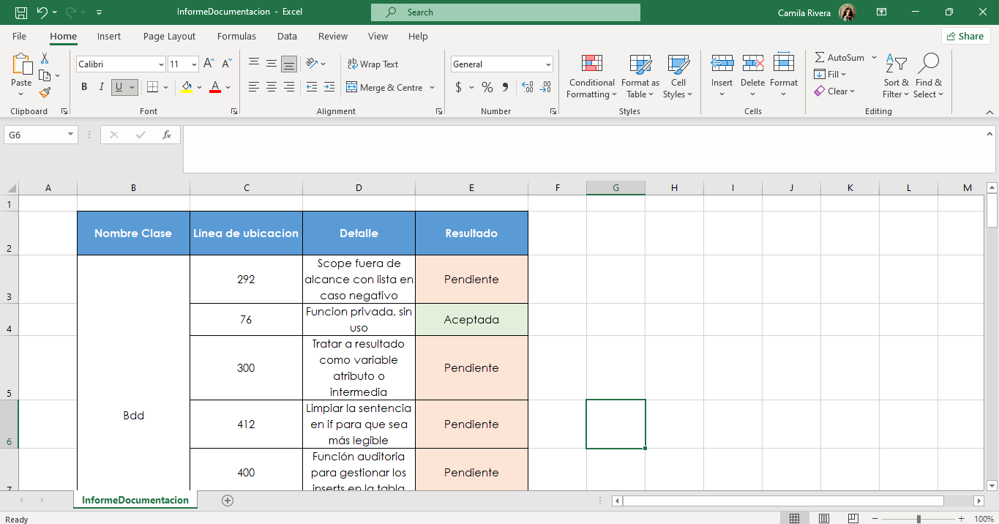 InformeDocumentacion - Excel
Search
Camila Rivera
File Home Insert Page Layout Formulas Data Review View Help
Share
Paste
Clipboard
Calibri 11
B I U A
Font
Wrap Text
Merge & Centre
Alignment
General
$ % 9
Number
Conditional Formatting
Format as Table
Cell Styles
Styles
Insert Delete Format
Cells
AutoSum
Fill
Clear
Sort & Filter
Find & Select
Editing
G6
fx
A B C D E F G H I J K L M
1
2 Nombre Clase Linea de ubicacion Detalle Resultado
3 292 Scope fuera de alcance con lista en caso negativo Pendiente
4 76 Funcion privada, sin uso Aceptada
5 300 Tratar a resultado como variable atributo o intermedia Pendiente
6 Bdd 412 Limpiar la sentencia en if para que sea más legible Pendiente
7 400 Función auditoria para gestionar los inserts en la tabla Pendiente
InformeDocumentacion
Ready
100%